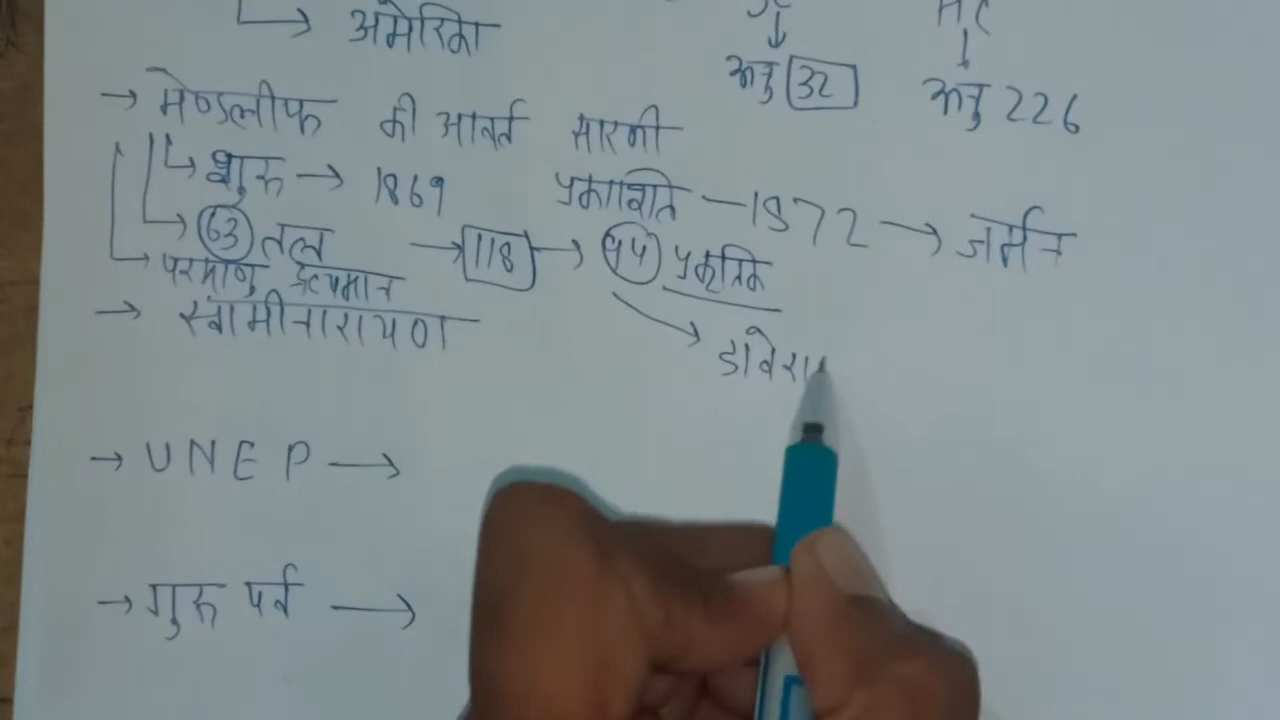 अमेरिका
अनु 32 अनु 226
→ मेण्डलीफ की आवर्त सारणी
शुरु → 1869 प्रकाशित – 1872 → जर्मन
63 तत्व → 118 → 94 प्रकृतिक
परमाणु द्रव्यमान
→ स्वामीनारायण
डाबेरा
→ UNEP →
→ गुरु पर्व →